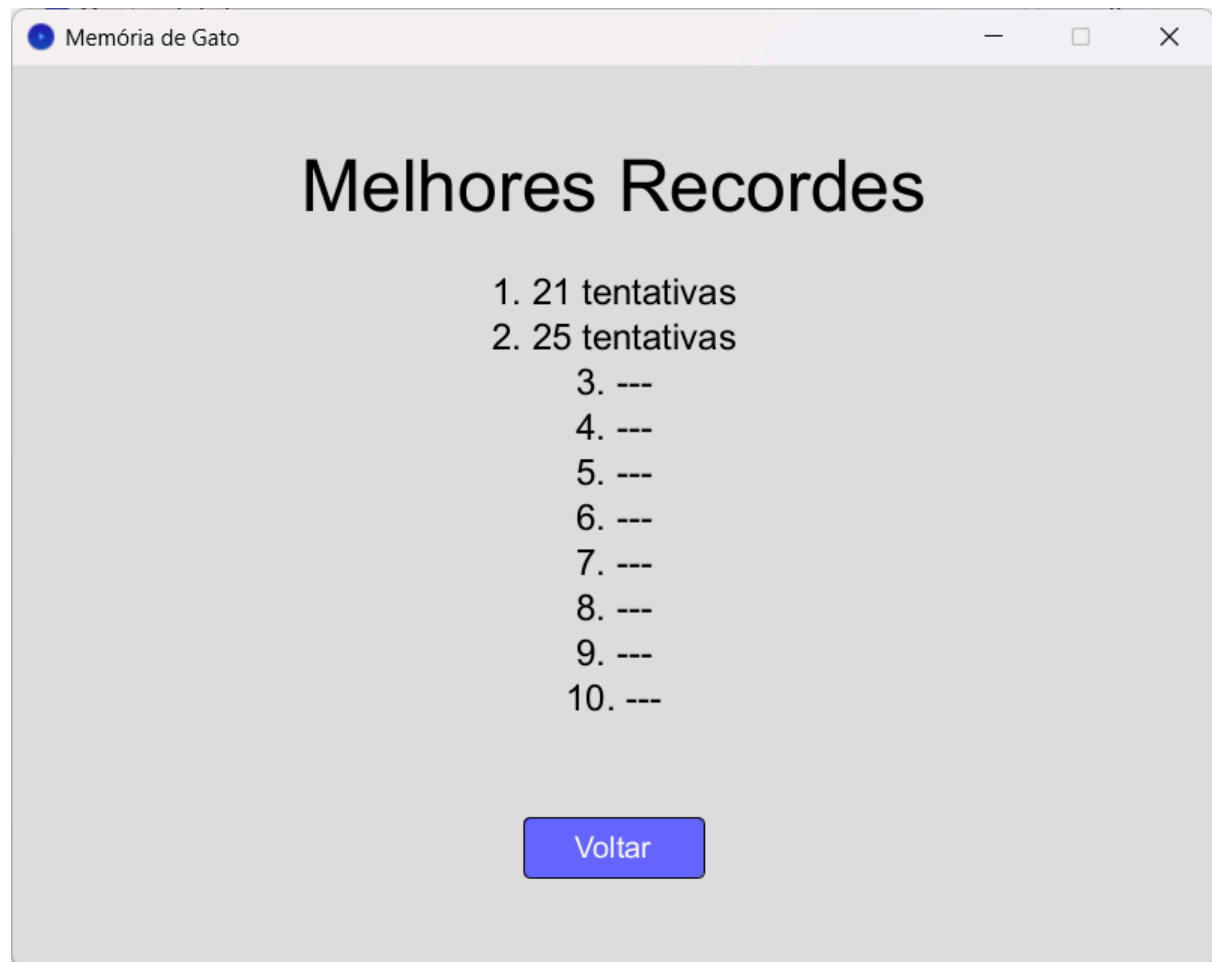 Memória de Gato
Melhores Recordes
1. 21 tentativas
2. 25 tentativas
3. ---
4. ---
5. ---
6. ---
7. ---
8. ---
9. ---
10. ---
Voltar